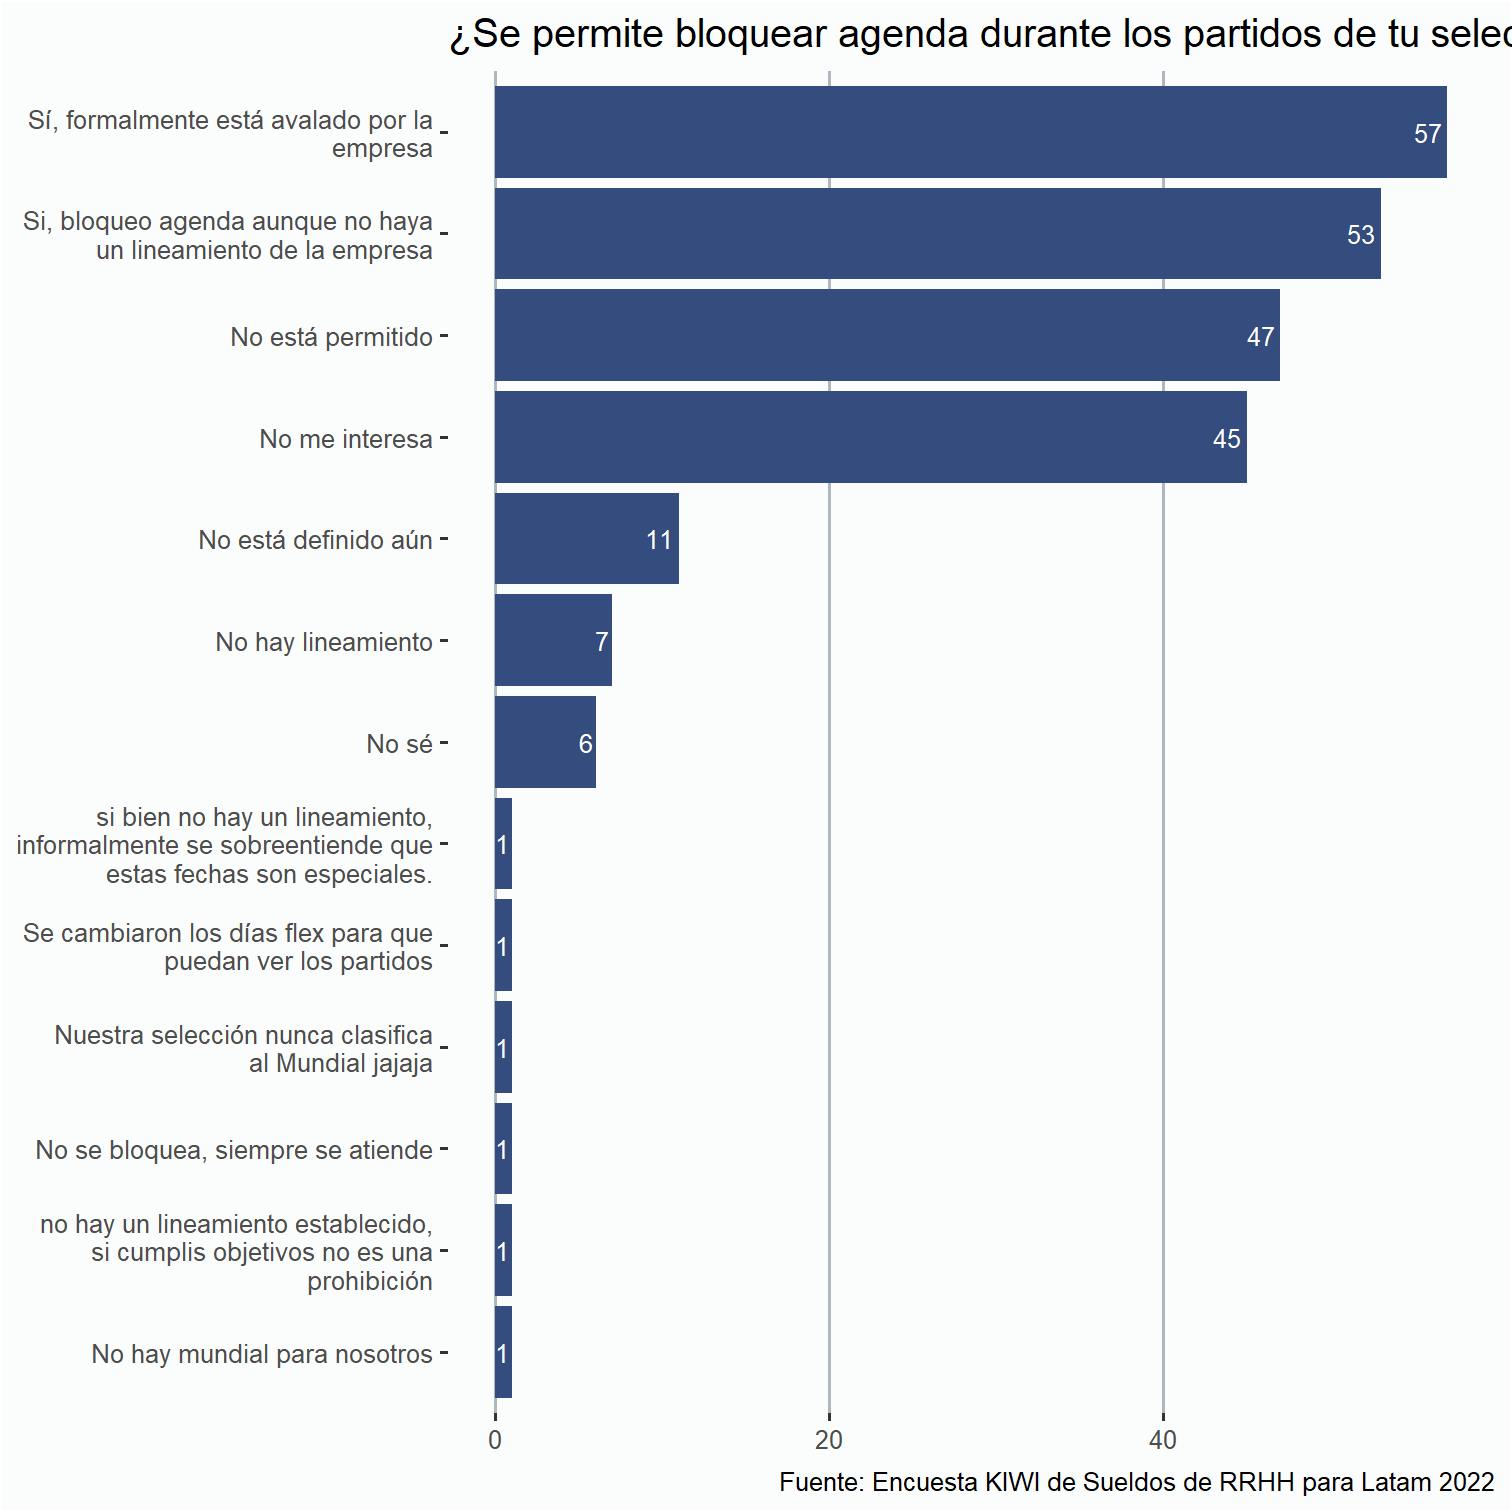 ¿Se permite bloquear agenda durante los partidos de tu selec
Sí, formalmente está avalado por la
empresa
57
Si, bloqueo agenda aunque no haya
un lineamiento de la empresa
53
No está permitido
47
No me interesa
45
No está definido aún
11
No hay lineamiento
7
No sé
6
si bien no hay un lineamiento,
informalmente se sobreentiende que
estas fechas son especiales.
1
Se cambiaron los días flex para que
puedan ver los partidos
1
Nuestra selección nunca clasifica
al Mundial jajaja
1
No se bloquea, siempre se atiende
1
no hay un lineamiento establecido,
si cumplis objetivos no es una
prohibición
1
No hay mundial para nosotros
1
0 20 40
Fuente: Encuesta KIWI de Sueldos de RRHH para Latam 2022